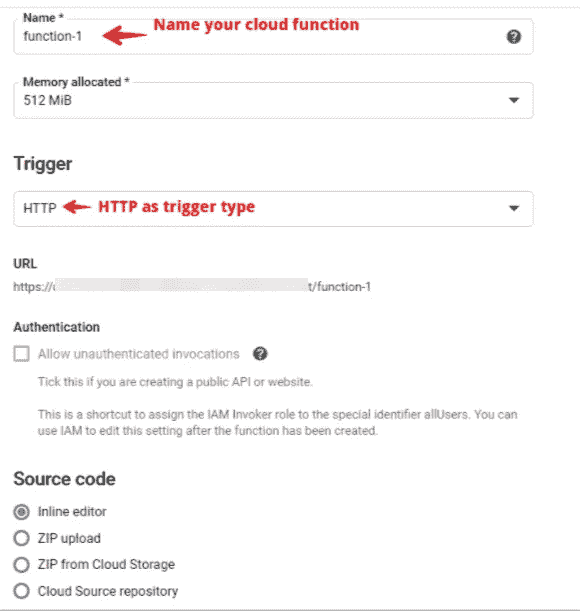 Name *
function-1
Name your cloud function
Memory allocated *
512 MiB
Trigger
HTTP
HTTP as trigger type
URL
https:// t/function-1
Authentication
Allow unauthenticated invocations
Tick this if you are creating a public API or website.
This is a shortcut to assign the IAM Invoker role to the special identifier allUsers. You can
use IAM to edit this setting after the function has been created.
Source code
Inline editor
ZIP upload
ZIP from Cloud Storage
Cloud Source repository